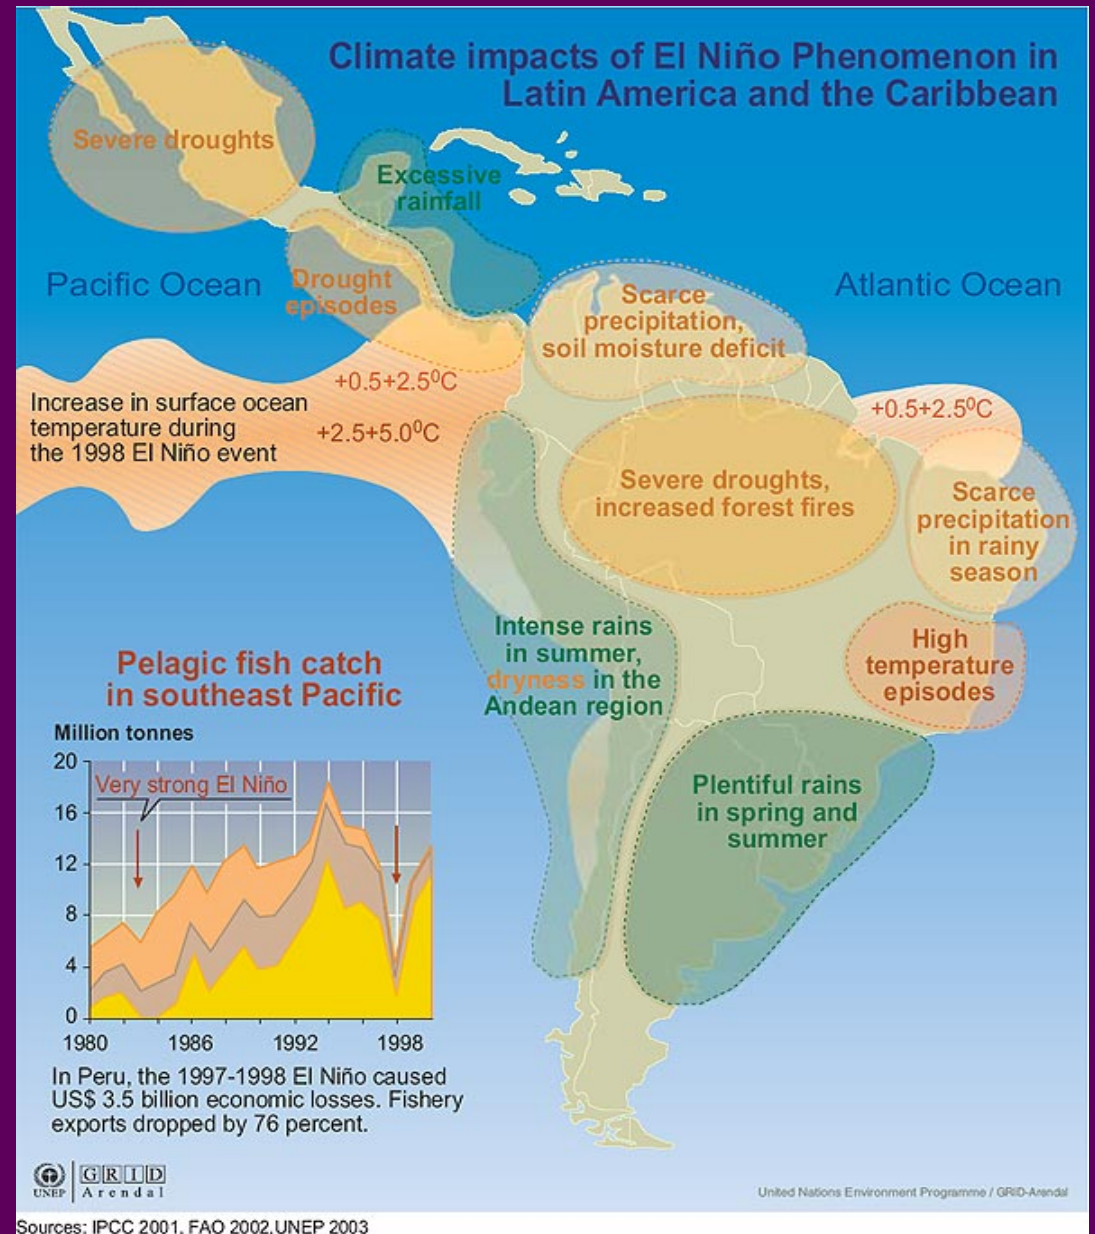 Climate impacts of El Niño Phenomenon in
Latin America and the Caribbean
Severe droughts
Excessive
rainfall
Pacific Ocean
Drought
episodes
Atlantic Ocean
Scarce
precipitation,
soil moisture deficit
+0.5+2.5⁰C
+2.5+5.0⁰C
Increase in surface ocean
temperature during
the 1998 El Niño event
+0.5+2.5⁰C
Severe droughts,
increased forest fires
Scarce
precipitation
in rainy
season
Intense rains
in summer,
dryness in the
Andean region
High
temperature
episodes
Plentiful rains
in spring and
summer
Pelagic fish catch
in southeast Pacific
Million tonnes
20
16
12
8
4
0
Very strong El Niño
1980 1986 1992 1998
In Peru, the 1997-1998 El Niño caused
US$ 3.5 billion economic losses. Fishery
exports dropped by 76 percent.
UNEP
GRID
Arendal
United Nations Environment Programme / GRID-Arendal
Sources: IPCC 2001, FAO 2002,UNEP 2003